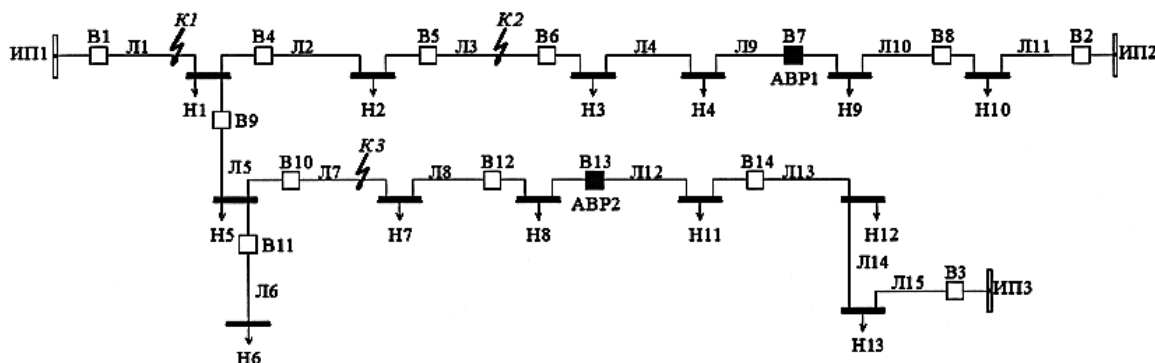 К1 К2
В1 В4 В5 В6 В7 В8 В2
ИП1 Л1 Л2 Л3 Л4 Л9 Л10 Л11 ИП2
АВР1
Н1 Н2 Н3 Н4 Н9 Н10
В9
К3
Л5 В10 Л7 Л8 В12 В13 Л12 В14 Л13
АВР2
Н5 Н7 Н8 Н11 Н12
В11
Л14
Л6 Л15 В3 ИП3
Н6 Н13